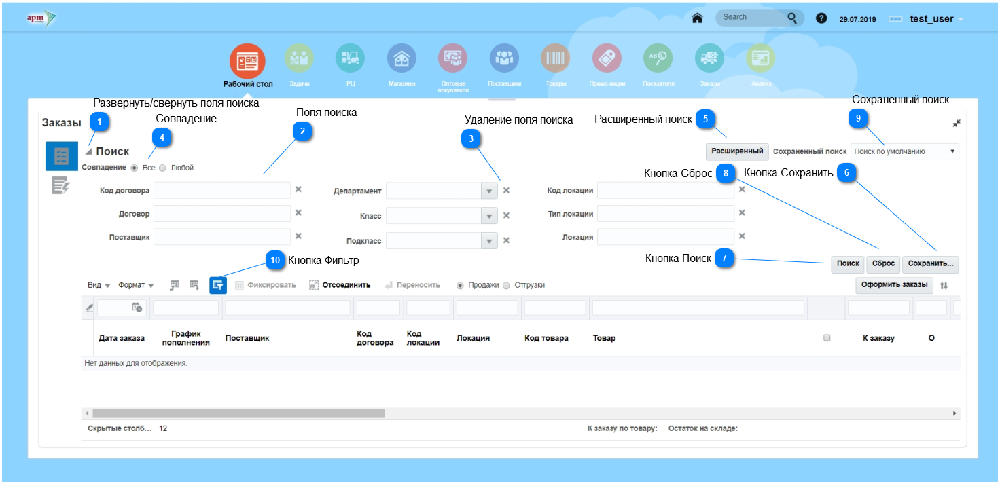 apm
Search
?
29.07.2019
test_user
Рабочий стол
Задачи
РЦ
Магазины
Оптовые
покупатели
Поставщики
Товары
Промо-акции
Показатели
Заказы
Анализ
Развернуть/свернуть поля поиска
Поля поиска
Сохраненный поиск
Заказы
1
Совпадение
2
Удаление поля поиска
Расширенный поиск
5
9
4
3
Поиск
Расширенный
Сохраненный поиск
Поиск по умолчанию
Совпадение
Все
Любой
Кнопка Сброс
8
Кнопка Сохранить
6
Код договора
Департамент
Код локации
Договор
Класс
Тип локации
Поставщик
Подкласс
Локация
10
Кнопка Фильтр
Кнопка Поиск
7
Поиск
Сброс
Сохранить...
Вид
Формат
Фиксировать
Отсоединить
Переносить
Продажи
Отгрузки
Оформить заказы
Дата заказа
График
пополнения
Поставщик
Код
договора
Код
локации
Локация
Код товара
Товар
К заказу
О
Нет данных для отображения.
Скрытые столб... 12
К заказу по товару:
Остаток на складе: